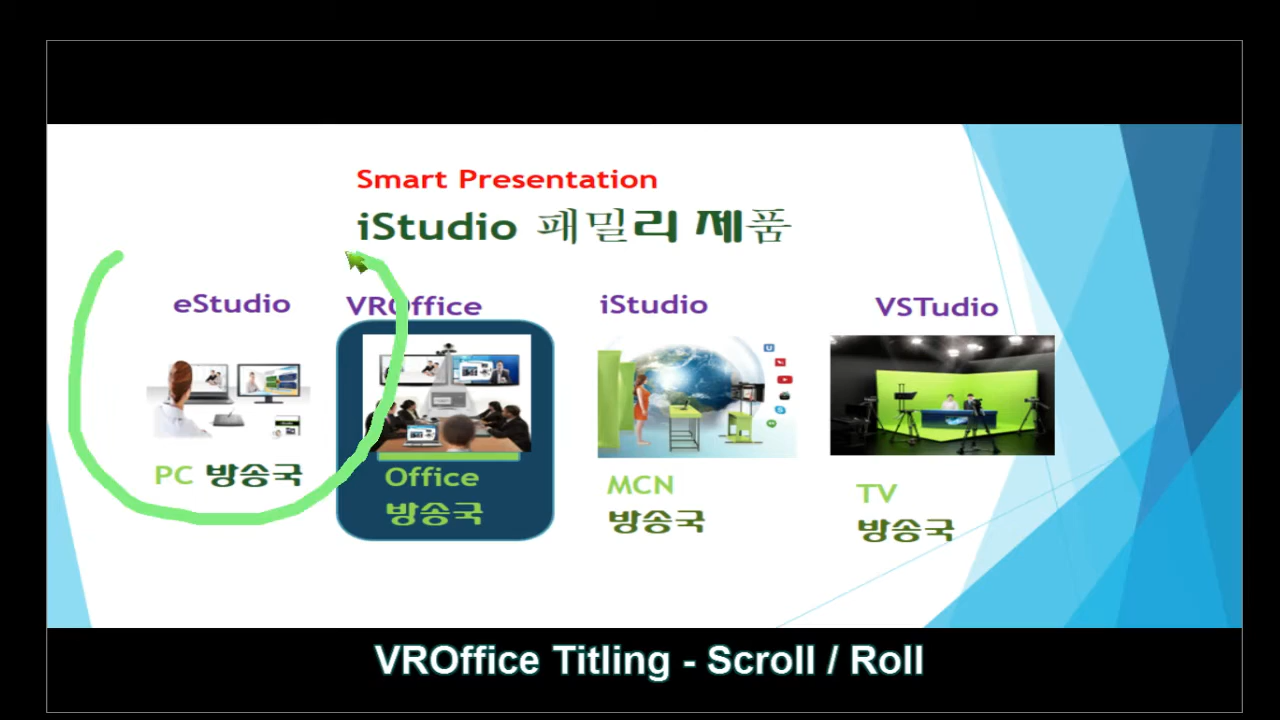 Smart Presentation
iStudio 패밀리 제품
eStudio
VROffice
iStudio
VSTudio
PC 방송국
Office
방송국
MCN
방송국
TV
방송국
VROffice Titling - Scroll / Roll